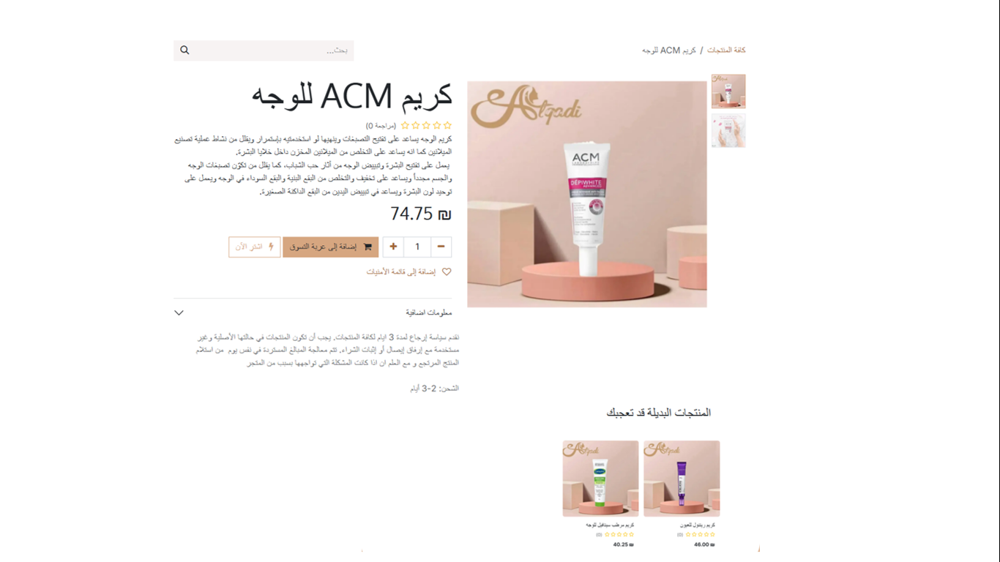 كافة المنتجات / كريم ACM للوجه
بحث...
Alqadi
ACM
DÉPIWHITE
ADVANCED
كريم ACM للوجه
(0 مراجعة)
كريم الوجه يساعد على تفتيح التصبغات وينهيها لو استخدمتيه بإستمرار ويقلل من نشاط عملية تصنيع
الميلانين كما انه يساعد على التخلص من الميلانين المخزن داخل خلايا البشرة.
يعمل على تفتيح البشرة وتبييض الوجه من آثار حب الشباب، كما يقلل من تكوّن تصبغات الوجه
والجسم مجدداً ويساعد على تخفيف والتخلص من البقع البنية والبقع السوداء في الوجه ويعمل على
توحيد لون البشرة ويساعد في تبييض اليدين من البقع الداكنة الصغيرة.
₪ 74.75
1
إضافة إلى عربة التسوق
اشتر الآن
إضافة إلى قائمة الأمنيات
معلومات اضافية
نقدم سياسة إرجاع لمدة 3 ايام لكافة المنتجات. يجب أن تكون المنتجات في حالتها الأصلية وغير
مستخدمة مع إرفاق إيصال أو إثبات الشراء. تتم معالجة المبالغ المستردة في نفس يوم من استلام
المنتج المرتجع و مع العلم ان اذا كانت المشكلة التي تواجهها بسبب من المتجر
الشحن: 2-3 أيام
المنتجات البديلة قد تعجبك
Alqadi
Alqadi
كريم ريتنول للعيون
(0)
₪ 46.00
كريم مرطب سيتافيل للوجه
(0)
₪ 40.25